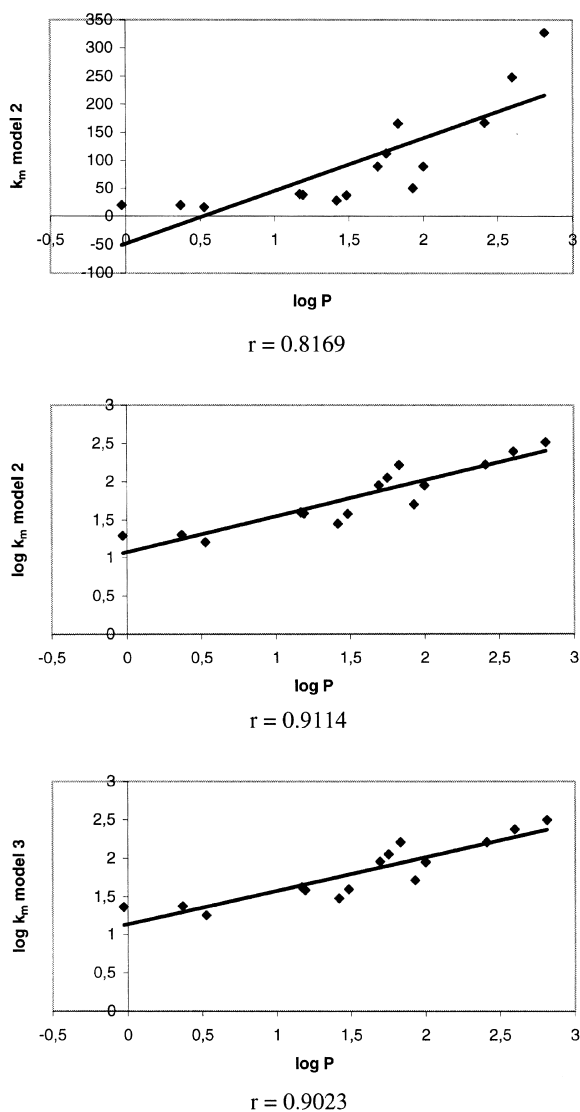 350
300
250
200
150
100
50
0
-50
-100
km model 2
-0,5 0 0,5 1 1,5 2 2,5 3
log P
r = 0.8169
3
2,5
2
1,5
1
0,5
0
log km model 2
-0,5 0 0,5 1 1,5 2 2,5 3
log P
r = 0.9114
3
2,5
2
1,5
1
0,5
0
log km model 3
-0,5 0 0,5 1 1,5 2 2,5 3
log P
r = 0.9023